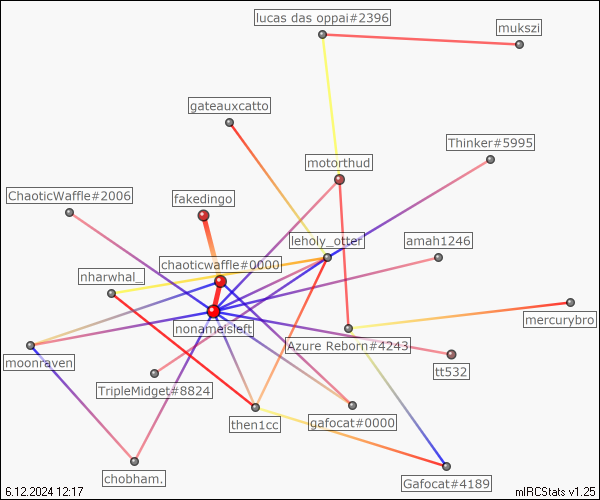 lucas das oppai#2396
mukszi
gateauxcatto
Thinker#5995
motorthud
ChaoticWaffle#2006
fakedingo
leholy_otter
amah1246
chaoticwaffle#0000
nharwhal_
mercurybro
nonameisleft
Azure Reborn#4243
moonraven
tt532
TripleMidget#8824
then1cc
gafocat#0000
chobham.
Gafocat#4189
6.12.2024 12:17
mIRCStats v1.25